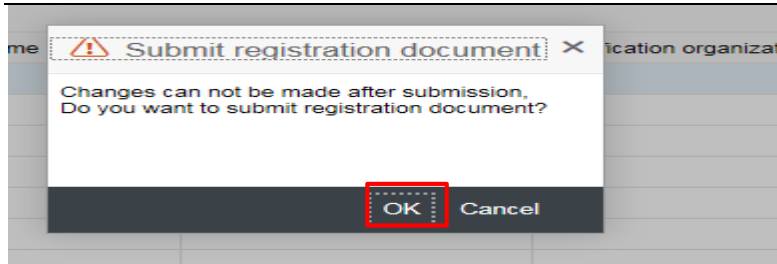 me
Submit registration document
ication organizat
Changes can not be made after submission,
Do you want to submit registration document?
OK Cancel